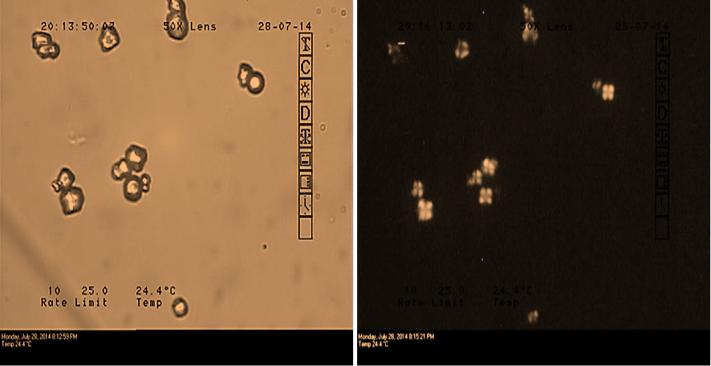 20:13:50:07 50X Lens 28-07-14
T
C
D
10 25.0 24.4°C
Rate Limit Temp
Monday, July 28, 2014 8:12:53 PM
Temp 24.4 °C
50X Lens
C
D
10 25.0 24.4°C
Rate Limit Temp
Monday, July 28, 2014 8:15:21 PM
Temp 24.4 °C